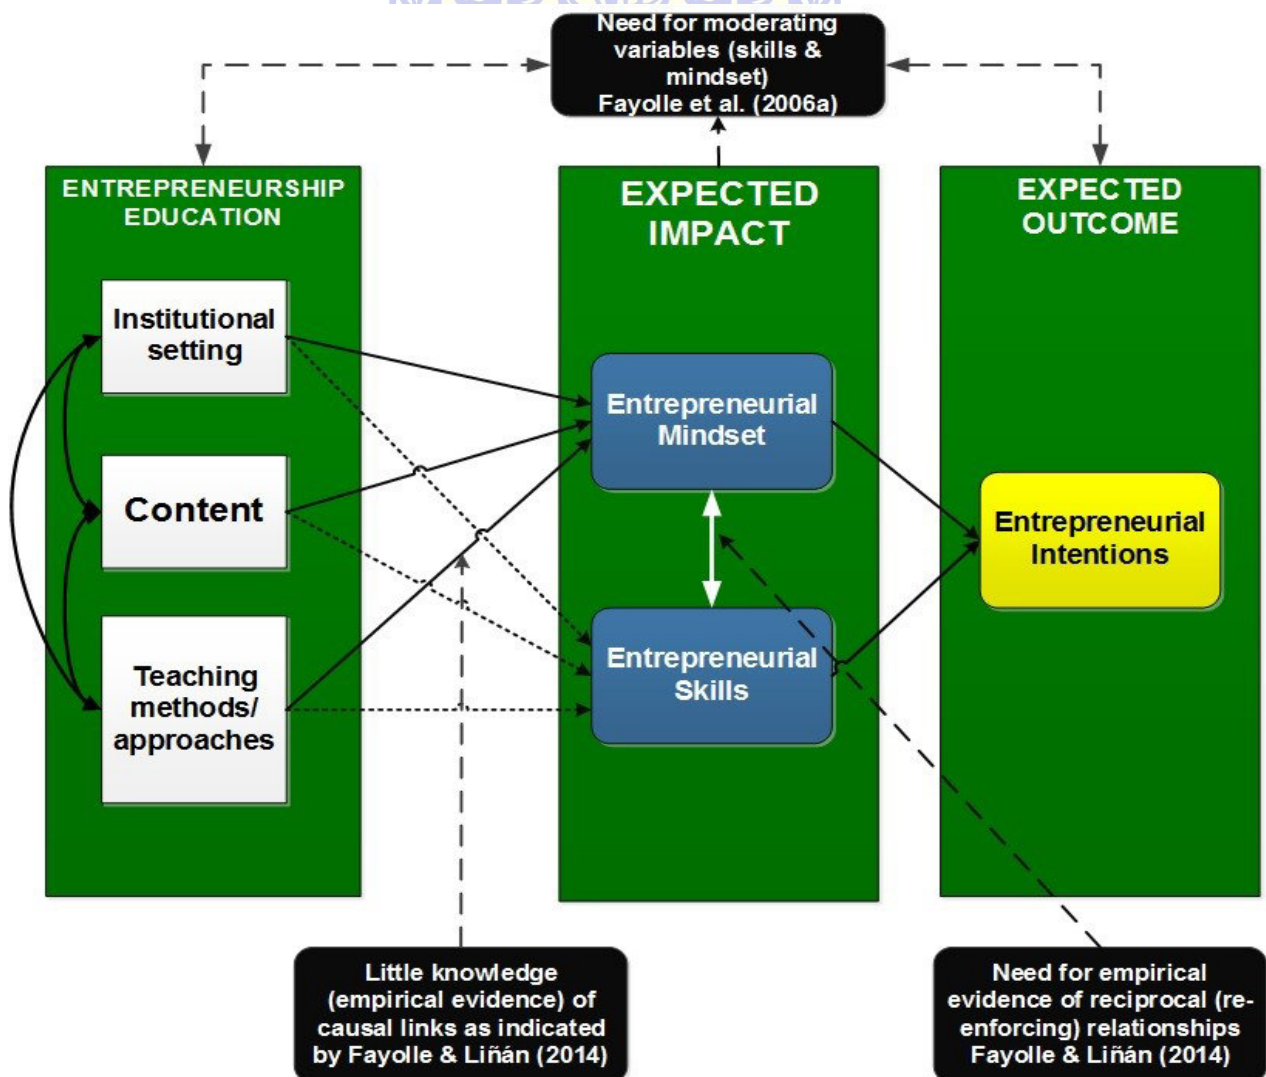 Need for moderating
variables (skills &
mindset)
Fayolle et al. (2006a)
ENTREPRENEURSHIP
EDUCATION
Institutional
setting
Content
Teaching
methods/
approaches
EXPECTED
IMPACT
Entrepreneurial
Mindset
Entrepreneurial
Skills
EXPECTED
OUTCOME
Entrepreneurial
Intentions
Little knowledge
(empirical evidence) of
causal links as indicated
by Fayolle & Liñán (2014)
Need for empirical
evidence of reciprocal (re-
enforcing) relationships
Fayolle & Liñán (2014)